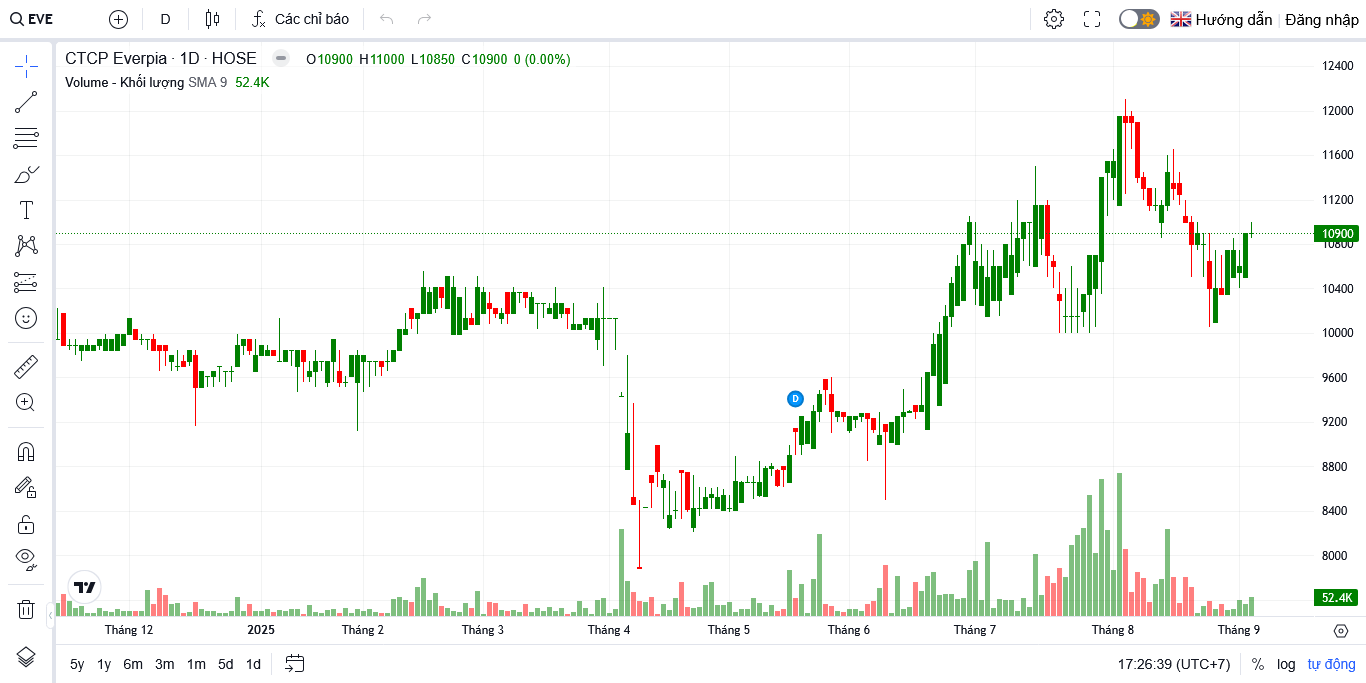 EVE
D
Các chỉ báo
Hướng dẫn
Đăng nhập
CTCP Everpia · 1D · HOSE
O10900 H11000 L10850 C10900 0 (0.00%)
Volume - Khối lượng SMA 9 52.4K
12400
12000
11600
11200
10900
10800
10400
10000
9600
9200
8800
8400
8000
52.4K
D
Tháng 12
2025
Tháng 2
Tháng 3
Tháng 4
Tháng 5
Tháng 6
Tháng 7
Tháng 8
Tháng 9
5y 1y 6m 3m 1m 5d 1d
17:26:39 (UTC+7)
%
log
tự động